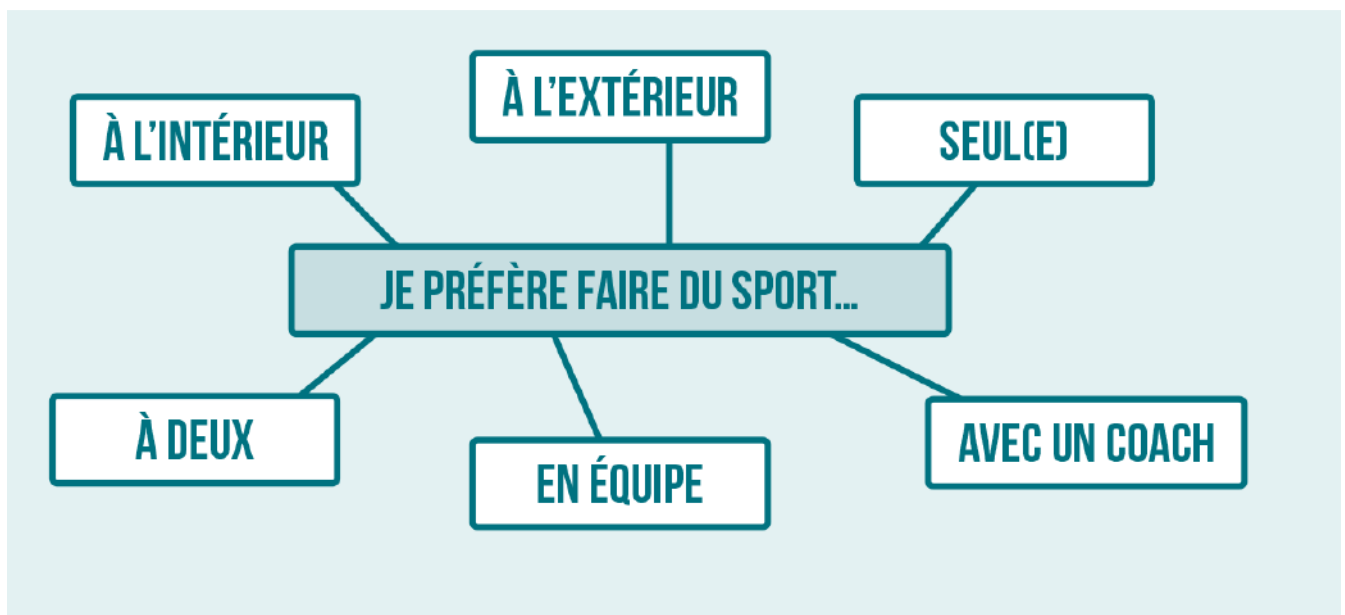 À L'INTÉRIEUR
À L'EXTÉRIEUR
SEUL(E)
JE PRÉFÈRE FAIRE DU SPORT...
À DEUX
EN ÉQUIPE
AVEC UN COACH